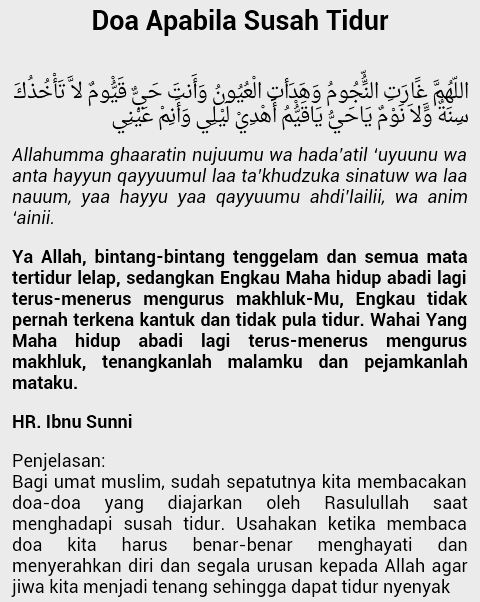 Doa Apabila Susah Tidur
اللّهُمَّ غَارَتِ النُّجُومُ وَهَدَأَتِ الْعُيُونُ وَأَنتَ حَيٌّ قَيُّومٌ لاَ تَأْخُذُكَ
سِنَةٌ وَّلاَ نَوْمٌ يَاحَيُّ يَاقَيُّمُ أَهْدِيْ لَيْلِي وَأَنِمْ عَيْنِي
Allahumma ghaaratin nujuumu wa hada'atil 'uyuunu wa
anta hayyun qayyuumul laa ta'khudzuka sinatuw wa laa
nauum, yaa hayyu yaa qayyuumu ahdi'lailii, wa anim
'ainii.
Ya Allah, bintang-bintang tenggelam dan semua mata
tertidur lelap, sedangkan Engkau Maha hidup abadi lagi
terus-menerus mengurus makhluk-Mu, Engkau tidak
pernah terkena kantuk dan tidak pula tidur. Wahai Yang
Maha hidup abadi lagi terus-menerus mengurus
makhluk, tenangkanlah malamku dan pejamkanlah
mataku.
HR. Ibnu Sunni
Penjelasan:
Bagi umat muslim, sudah sepatutnya kita membacakan
doa-doa yang diajarkan oleh Rasulullah saat
menghadapi susah tidur. Usahakan ketika membaca
doa kita harus benar-benar menghayati dan
menyerahkan diri dan segala urusan kepada Allah agar
jiwa kita menjadi tenang sehingga dapat tidur nyenyak